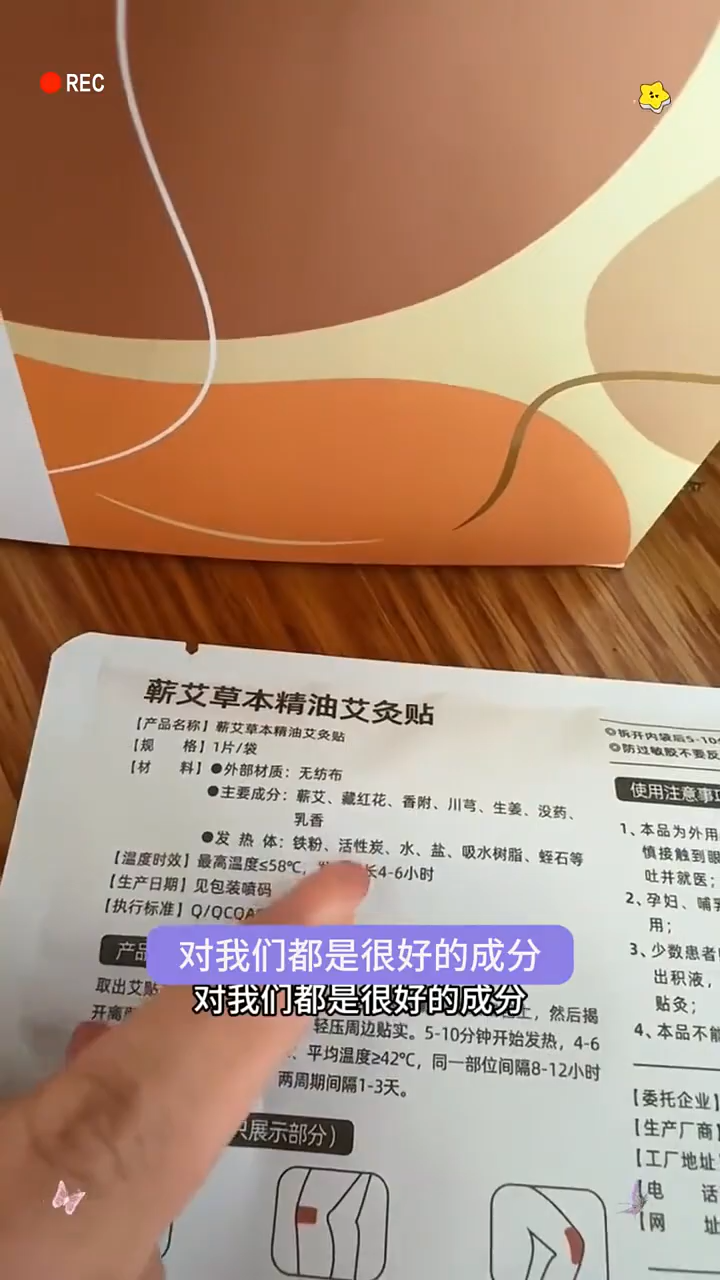 REC
蕲艾草本精油艾灸贴
【产品名称】蕲艾草本精油艾灸贴
【规 格】1片/袋
【材 料】●外部材质：无纺布
●主要成分：蕲艾、藏红花、香附、川芎、生姜、没药、
乳香
●发 热 体：铁粉、活性炭、水、盐、吸水树脂、蛭石等
【温度时效】最高温度≤58℃，长4-6小时
【生产日期】见包装喷码
【执行标准】Q/QCQA
产品
取出艾贴
上，然后揭
开离
轻压周边贴实。5-10分钟开始发热，4-6
、平均温度≥42℃，同一部位间隔8-12小时
两周期间隔1-3天。
展示部分）
◎拆开内袋后5-10
◎防过敏胶不要反
使用注意事项
1、本品为外用
慎接触到眼
吐并就医；
2、孕妇、哺乳
用；
3、少数患者
出积液，
贴灸；
4、本品不能
【委托企业】
【生产厂商】
【工厂地址
【电 话
【网 址
对我们都是很好的成分
对我们都是很好的成分